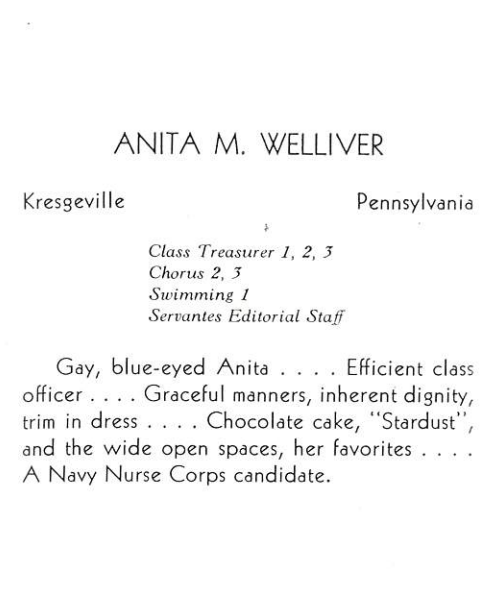 ANITA M. WELLIVER
Kresgeville Pennsylvania
Class Treasurer 1, 2, 3
Chorus 2, 3
Swimming 1
Servantes Editorial Staff
Gay, blue-eyed Anita . . . . Efficient class
officer . . . . Graceful manners, inherent dignity,
trim in dress . . . . Chocolate cake, "Stardust",
and the wide open spaces, her favorites . . . .
A Navy Nurse Corps candidate.